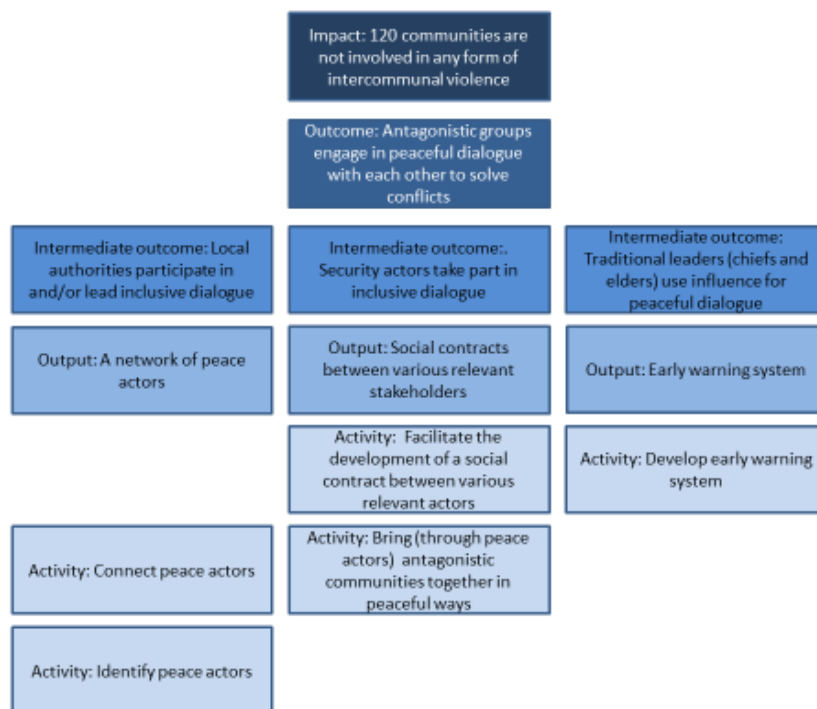 Impact: 120 communities are
not involved in any form of
intercommunal violence
Outcome: Antagonistic groups
engage in peaceful dialogue
with each other to solve
conflicts
Intermediate outcome: Local
authorities participate in
and/or lead inclusive dialogue
Intermediate outcome:.
Security actors take part in
inclusive dialogue
Intermediate outcome:
Traditional leaders (chiefs and
elders) use influence for
peaceful dialogue
Output: A network of peace
actors
Output: Social contracts
between various relevant
stakeholders
Output: Early warning system
Activity:  Facilitate the
development of a social
contract between various
relevant actors
Activity: Develop early warning
system
Activity: Connect peace actors
Activity: Bring (through peace
actors)  antagonistic
communities together in
peaceful ways
Activity: Identify peace actors